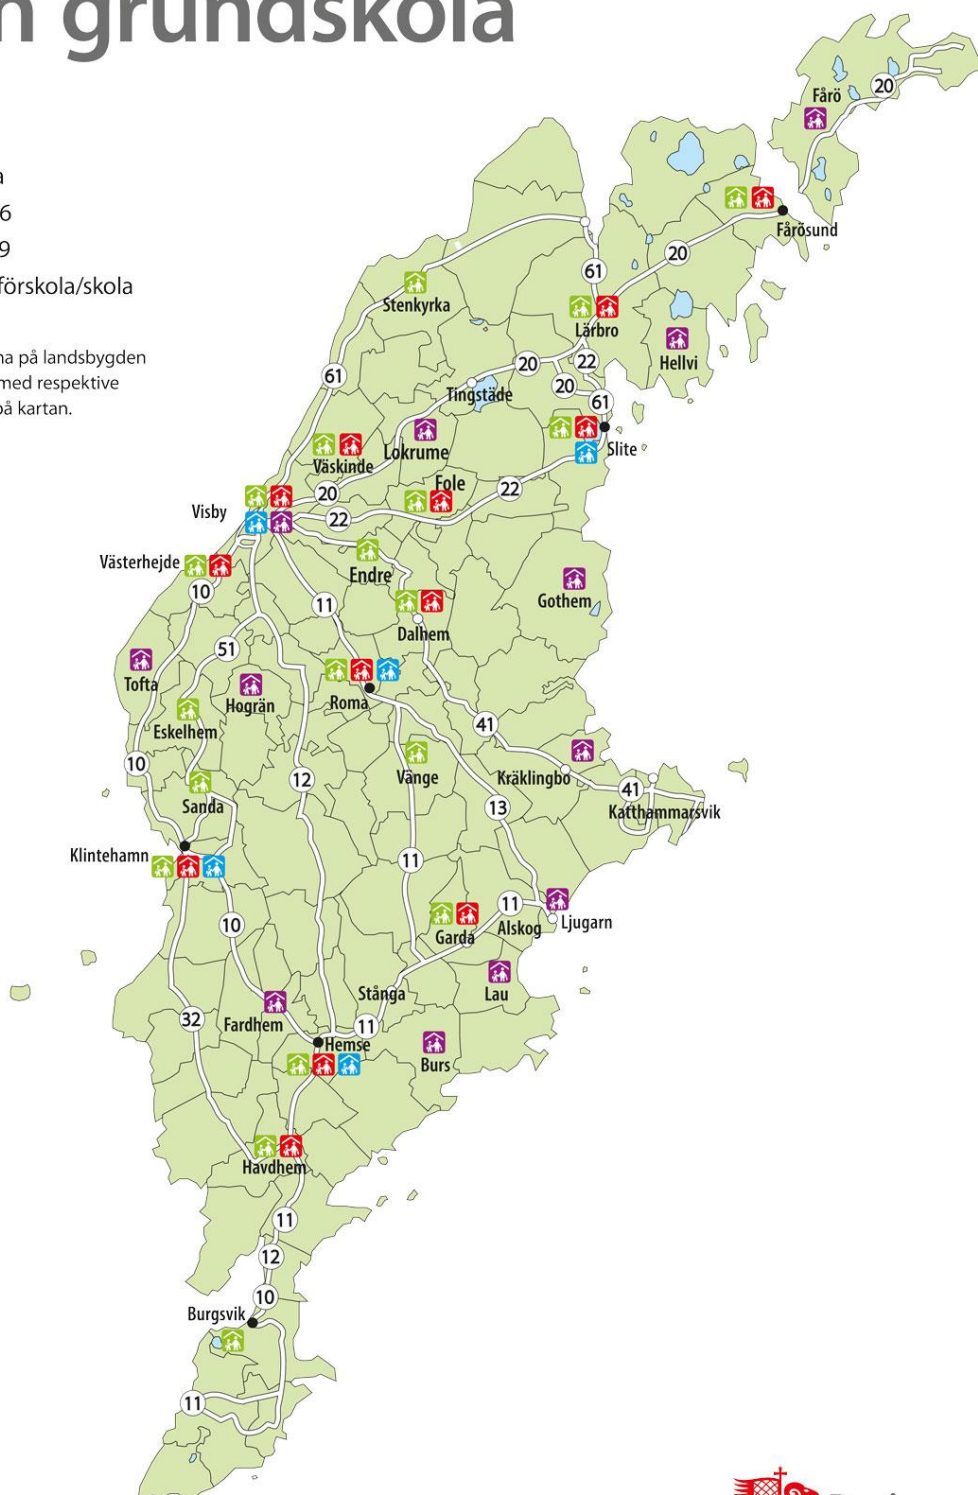 n grundskola
a
6
9
förskola/skola
na på landsbygden
med respektive
på kartan.
20
Fårö
Fårösund
20
61
Stenkyrka
Lärbro
Hellvi
20
22
61
20
Tingstäde
61
Lokrume
Slite
Väskinde
Fole
20
22
Visby
22
Västerhejde
Endre
10
11
Gothem
Dalhem
51
Tofta
Hogrän
Roma
Eskelhem
41
10
12
Vänge
Kräklingbo
41
Sanda
13
Katthammarsvik
Klintehamn
11
11
10
Garda
Alskog
Ljugarn
Stånga
Lau
32
Fardhem
11
Hemse
Burs
Havdhem
11
12
10
Burgsvik
11